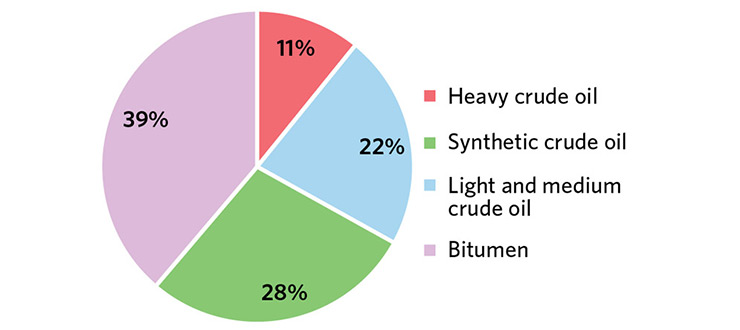 11%
39%
22%
28%
Heavy crude oil
Synthetic crude oil
Light and medium
crude oil
Bitumen